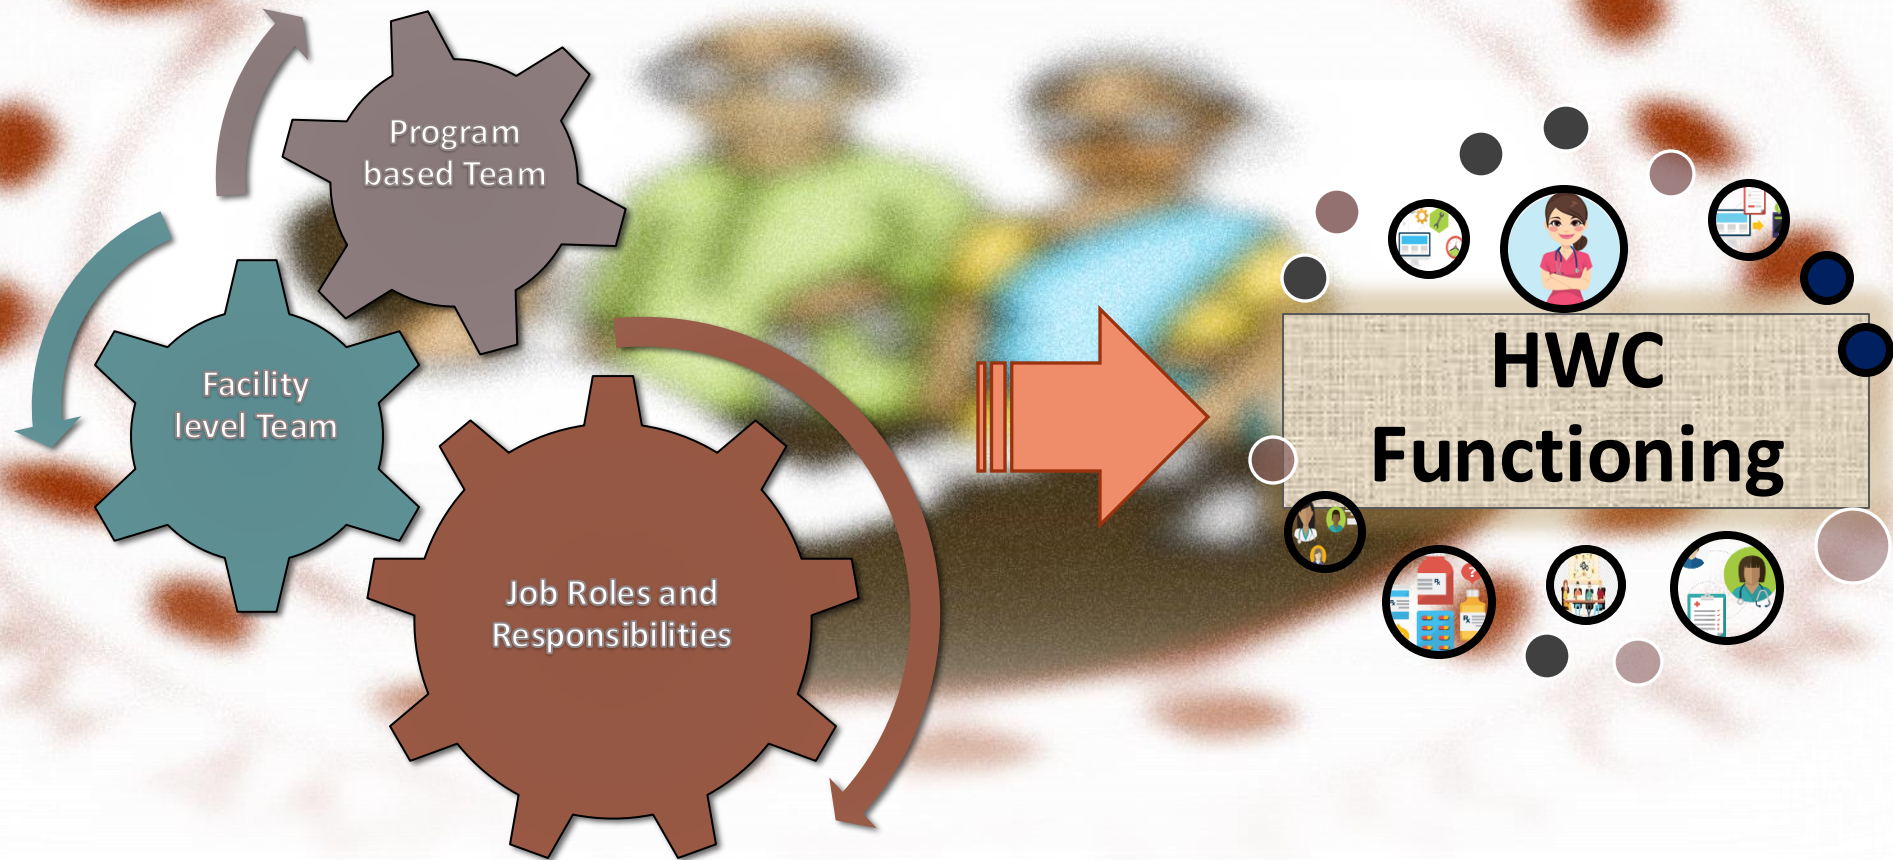 Program
based Team
Facility
level Team
Job Roles and
Responsibilities
HWC
Functioning